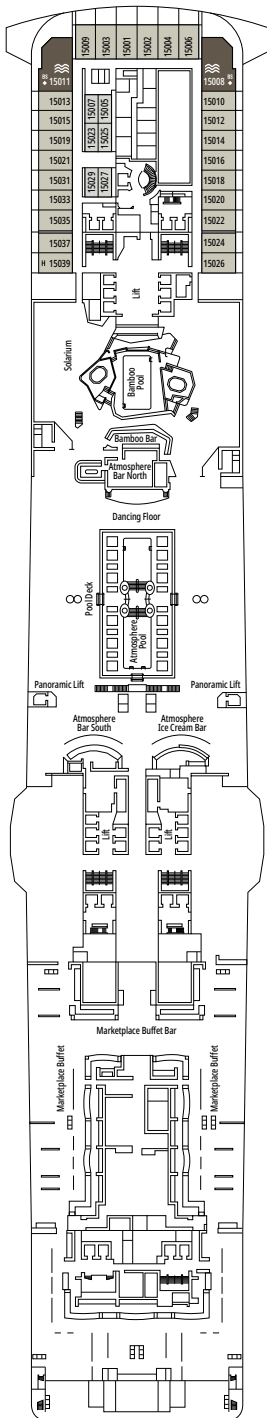 15009
15003
15001
15002
15004
15006
BS
15011
15008
BS
15013
15007
15005
15010
15015
15012
15019
15023
15025
15014
15021
15016
15031
15029
15027
15018
15033
15020
15035
15022
15037
15024
H 15039
15026
Lift
Solarium
Bamboo
Pool
Bamboo Bar
Atmosphere
Bar North
Dancing Floor
Pool Deck
Atmosphere
Pool
Panoramic Lift
Panoramic Lift
Atmosphere
Bar South
Atmosphere
Ice Cream Bar
Lift
Lift
Marketplace Buffet Bar
Marketplace Buffet
Marketplace Buffet